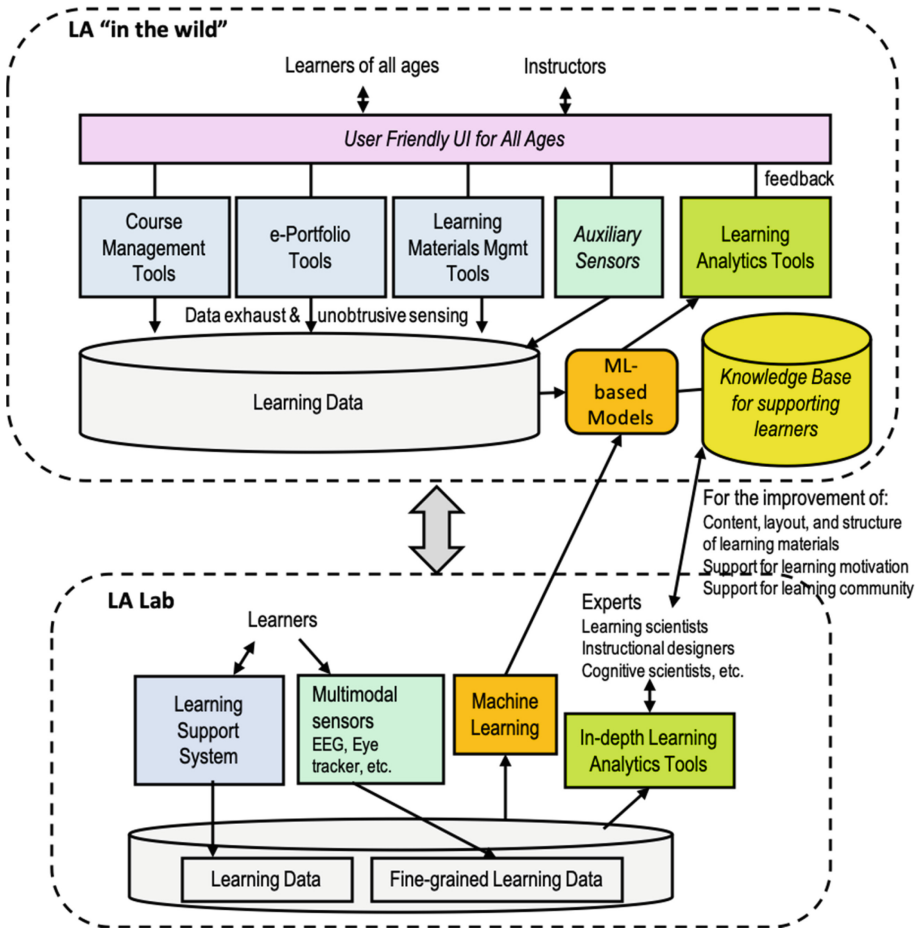 LA “in the wild”
Learners of all ages
Instructors
User Friendly UI for All Ages
feedback
Course
Management
Tools
e-Portfolio
Tools
Learning
Materials Mgmt
Tools
Auxiliary
Sensors
Learning
Analytics Tools
Data exhaust & unobtrusive sensing
Learning Data
ML-
based
Models
Knowledge Base
for supporting
learners
For the improvement of:
Content, layout, and structure
of learning materials
Support for learning motivation
Support for learning community
LA Lab
Learners
Experts
Learning scientists
Instructional designers
Cognitive scientists, etc.
Learning
Support
System
Multimodal
sensors
EEG, Eye
tracker, etc.
Machine
Learning
In-depth Learning
Analytics Tools
Learning Data
Fine-grained Learning Data